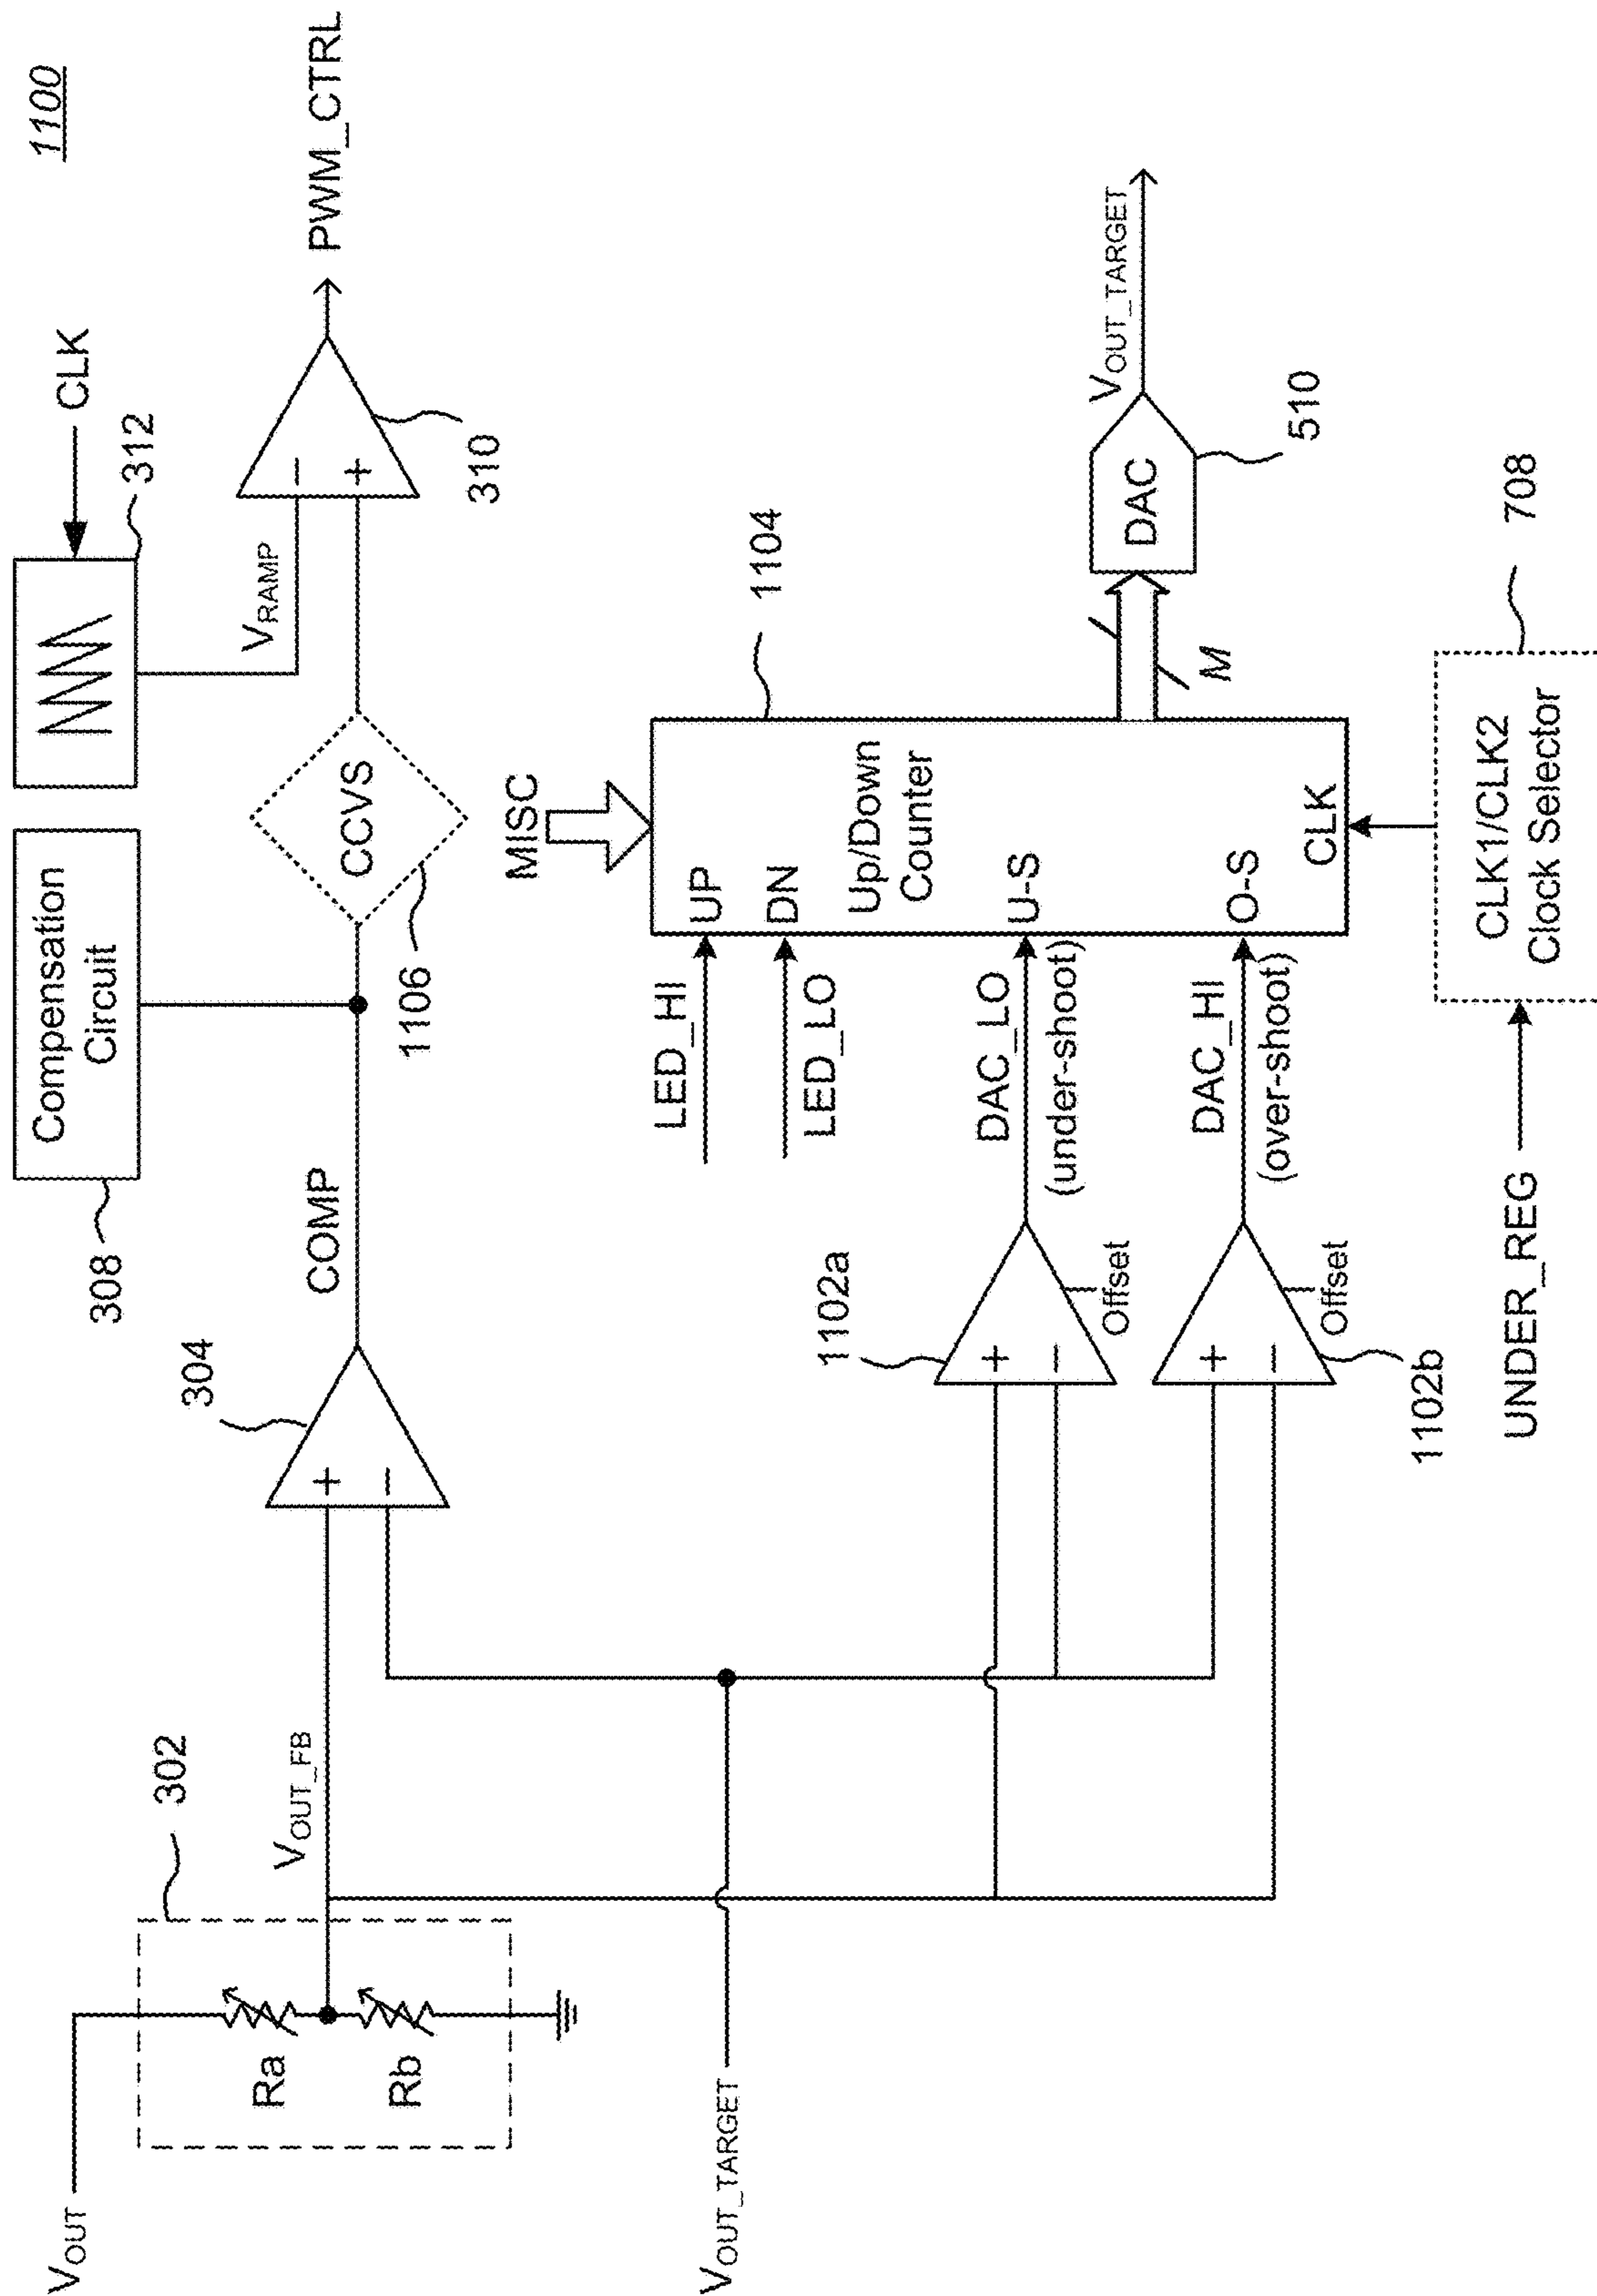 1100
CLK
312
Compensation
Circuit
308
PWM_CTRL
VRAMP
−
+
310
CCVS
1106
COMP
304
+
−
VOUT_FB
302
VOUT
Ra
Rb
VOUT_TARGET
MISC
1104
LED_HI
UP
LED_LO
DN
Up/Down
Counter
DAC_LO
(under-shoot)
U-S
DAC_HI
(over-shoot)
O-S
CLK
1102a
+
−
Offset
+
−
Offset
1102b
M
DAC
510
VOUT_TARGET
UNDER_REG
CLK1/CLK2
Clock Selector
708